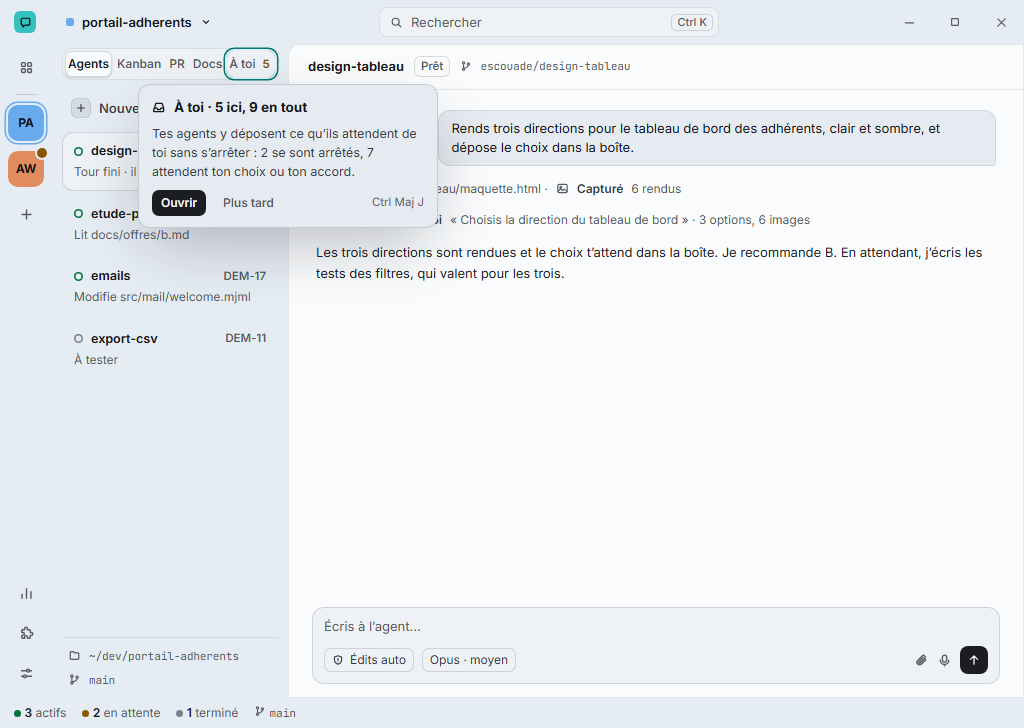 portail-adherents
Rechercher
Ctrl K
Agents
Kanban
PR
Docs
À toi 5
design-tableau
Prêt
escouade/design-tableau
PA
AW
À toi · 5 ici, 9 en tout
Tes agents y déposent ce qu’ils attendent de
toi sans s’arrêter : 2 se sont arrêtés, 7
attendent ton choix ou ton accord.
Ouvrir
Plus tard
Ctrl Maj J
design-
Tour fini · il
Lit docs/offres/b.md
emails
DEM-17
Modifie src/mail/welcome.mjml
export-csv
DEM-11
À tester
Rends trois directions pour le tableau de bord des adhérents, clair et sombre, et
dépose le choix dans la boîte.
eau/maquette.html ·
Capturé 6 rendus
« Choisis la direction du tableau de bord » · 3 options, 6 images
Les trois directions sont rendues et le choix t’attend dans la boîte. Je recommande B. En attendant, j’écris les
tests des filtres, qui valent pour les trois.
Écris à l’agent…
Édits auto
Opus · moyen
~/dev/portail-adherents
main
3 actifs
2 en attente
1 terminé
main